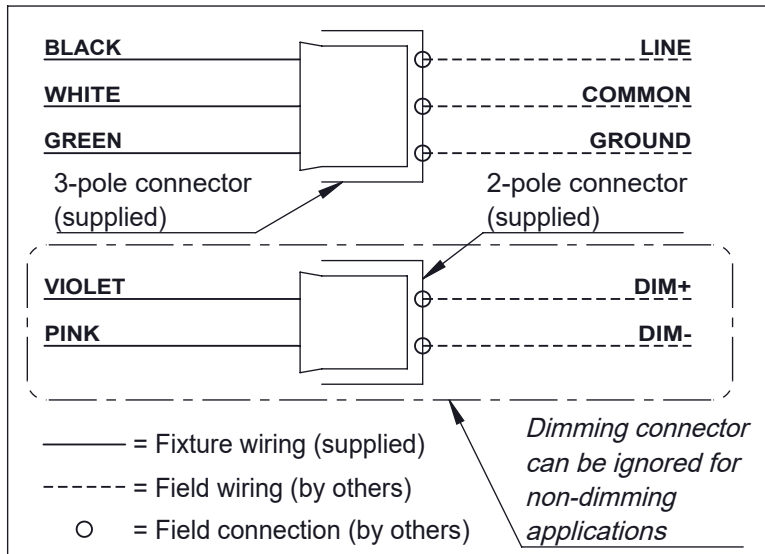 BLACK LINE
WHITE COMMON
GREEN GROUND
3-pole connector
(supplied)
2-pole connector
(supplied)
VIOLET DIM+
PINK DIM-
= Fixture wiring (supplied)
= Field wiring (by others)
= Field connection (by others)
Dimming connector
can be ignored for
non-dimming
applications